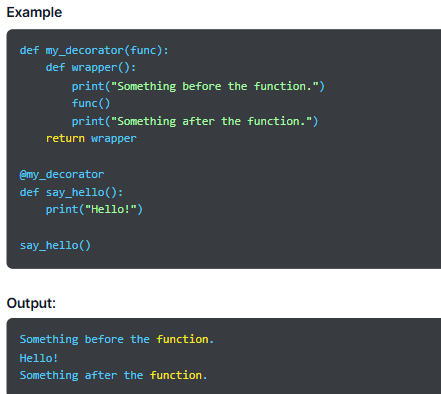 Example
def my_decorator(func):
    def wrapper():
        print("Something before the function.")
        func()
        print("Something after the function.")
    return wrapper
@my_decorator
def say_hello():
    print("Hello!")
say_hello()
Output:
Something before the function.
Hello!
Something after the function.